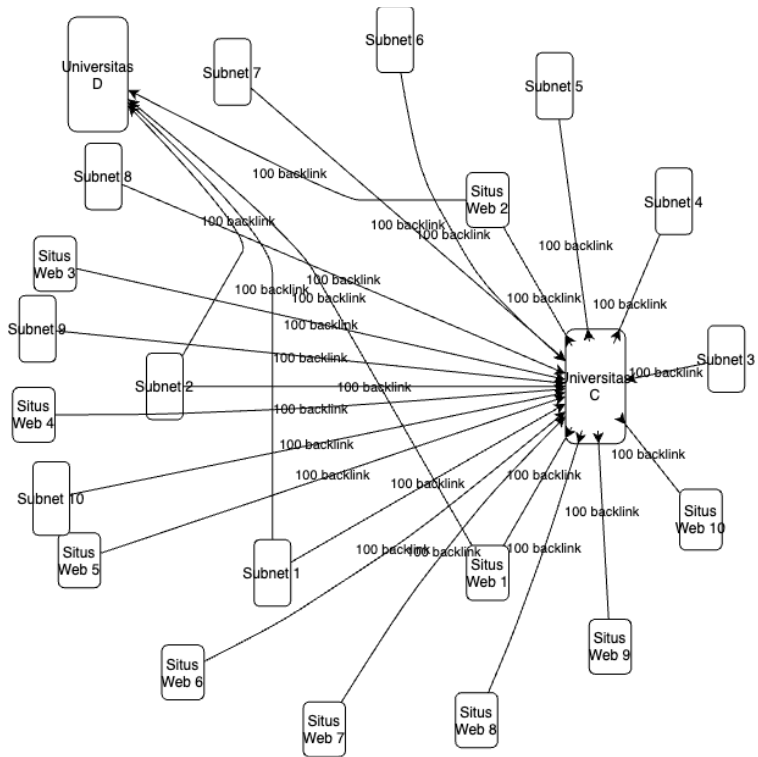 Subnet 6
Universitas
D
Subnet 7
Subnet 5
100 backlink
Subnet 8
Situs
Web 2
Subnet 4
100 backlink
100 backlink
100 backlink
100 backlink
Situs
Web 3
100 backlink
100 backlink
100 backlink
100 backlink
100 backlink
100 backlink
Subnet 9
100 backlink
Subnet 3
100 backlink
Universitas
C
Subnet 2
100 backlink
Situs
Web 4
100 backlink
100 backlink
100 backlink
100 backlink
100 backlink
100 backlink
Subnet 10
100 backlink
Situs
Web 10
Situs
Web 5
100 backlink
100 backlink
100 backlink
Subnet 1
Situs
Web 1
Situs
Web 9
Situs
Web 6
Situs
Web 7
Situs
Web 8